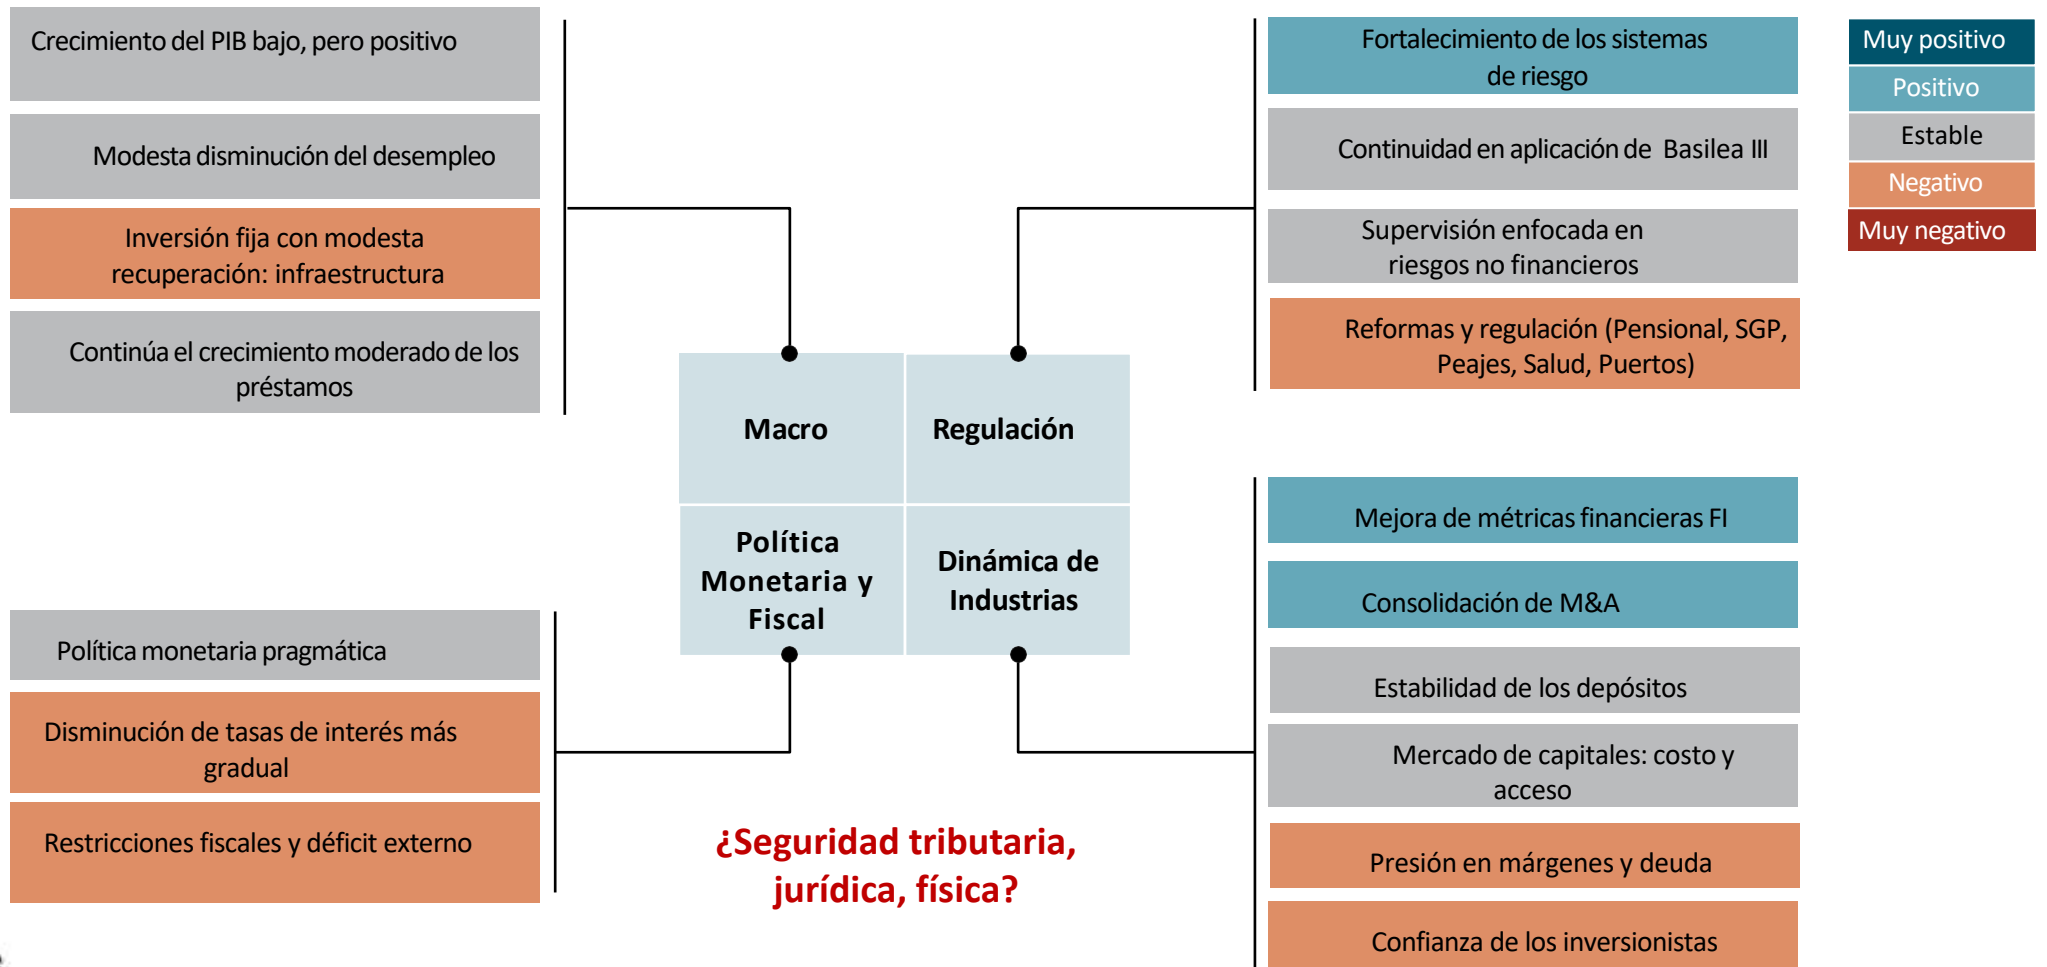 Crecimiento del PIB bajo, pero positivo
Modesta disminución del desempleo
Inversión fija con modesta
recuperación: infraestructura
Continúa el crecimiento moderado de los
préstamos
Fortalecimiento de los sistemas
de riesgo
Continuidad en aplicación de Basilea III
Supervisión enfocada en
riesgos no financieros
Reformas y regulación (Pensional, SGP,
Peajes, Salud, Puertos)
Muy positivo
Positivo
Estable
Negativo
Muy negativo
Macro
Regulación
Política
Monetaria y
Fiscal
Dinámica de
Industrias
Política monetaria pragmática
Disminución de tasas de interés más
gradual
Restricciones fiscales y déficit externo
¿Seguridad tributaria,
jurídica, física?
Mejora de métricas financieras FI
Consolidación de M&A
Estabilidad de los depósitos
Mercado de capitales: costo y
acceso
Presión en márgenes y deuda
Confianza de los inversionistas